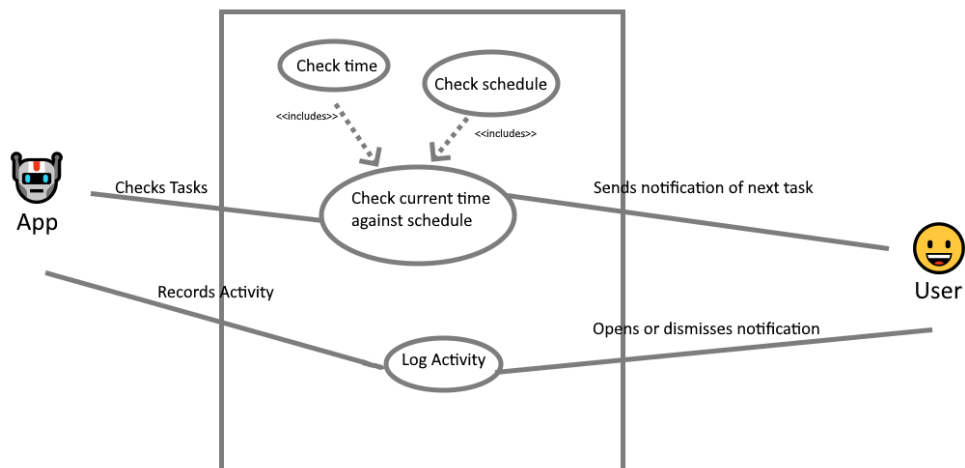 Check time
Check schedule
<<includes>>
<<includes>>
Checks Tasks
Check current time
against schedule
Sends notification of next task
App
User
Records Activity
Opens or dismisses notification
Log Activity